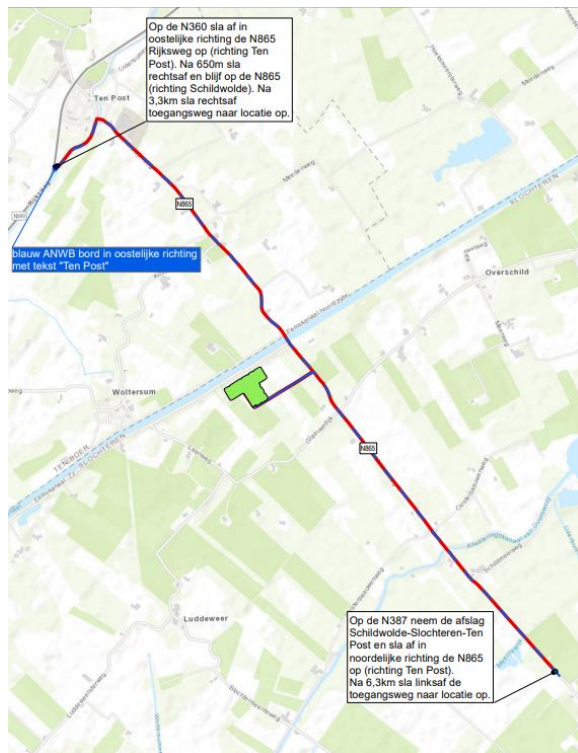 Op de N360 sla af in
oostelijke richting de N865
Rijksweg op (richting Ten
Post). Na 650m sla
rechtsaf en blijf op de N865
(richting Schildwolde). Na
3,3km sla rechtsaf
toegangsweg naar locatie op.
Ten Post
N865
blauw ANWB bord in oostelijke richting
met tekst "Ten Post"
SLOCHTEREN
Overschild
Woltersum
TEN BOER
SLOCHTEREN
N865
Luddeweer
Op de N387 neem de afslag
Schildwolde-Slochteren-Ten
Post en sla af in
noordelijke richting de N865
op (richting Ten Post).
Na 6,3km sla linksaf de
toegangsweg naar locatie op.